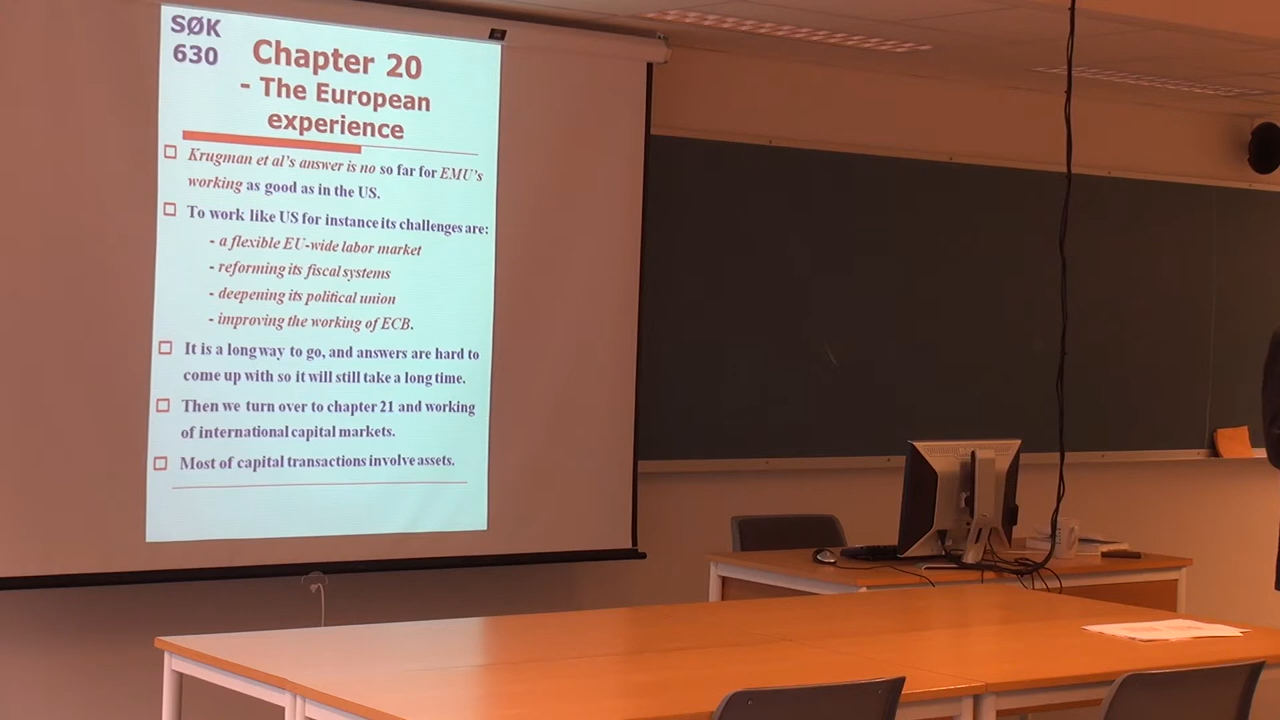 SØK
630
Chapter 20
- The European
experience
Krugman et al's answer is no so far for EMU's
working as good as in the US.
To work like US for instance its challenges are:
- a flexible EU-wide labor market
- reforming its fiscal systems
- deepening its political union
- improving the working of ECB.
It is a long way to go, and answers are hard to
come up with so it will still take a long time.
Then we turn over to chapter 21 and working
of international capital markets.
Most of capital transactions involve assets.